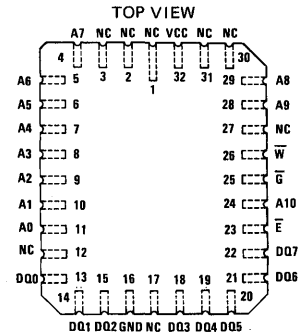 TOP VIEW
A7 NC NC NC VCC NC NC
4 30
5 3 2 1 32 31
A6 6 29 A8
A5 7 28 A9
A4 8 27 NC
A3 9 26 W
A2 10 25 G
A1 11 24 A10
A0 12 23 E
NC 13 22 DQ7
DQ0 21 DQ6
14 15 16 17 18 19 20
DQ1 DQ2 GND NC DQ3 DQ4 DQ5